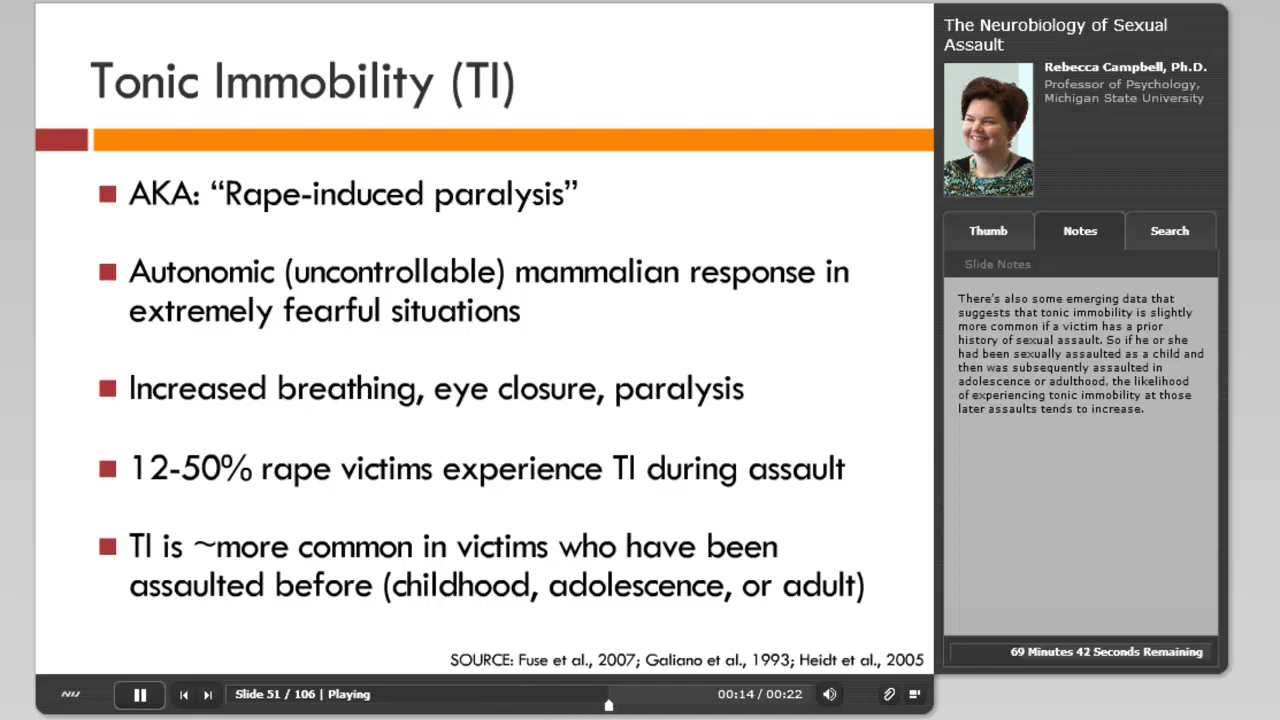 Tonic Immobility (TI)
AKA: “Rape-induced paralysis”
Autonomic (uncontrollable) mammalian response in
extremely fearful situations
Increased breathing, eye closure, paralysis
12-50% rape victims experience TI during assault
TI is ~more common in victims who have been
assaulted before (childhood, adolescence, or adult)
SOURCE: Fuse et al., 2007; Galiano et al., 1993; Heidt et al., 2005
Slide 51 / 106 | Playing
00:14 / 00:22
The Neurobiology of Sexual
Assault
Rebecca Campbell, Ph.D.
Professor of Psychology,
Michigan State University
Thumb
Notes
Search
Slide Notes
There's also some emerging data that
suggests that tonic immobility is slightly
more common if a victim has a prior
history of sexual assault. So if he or she
had been sexually assaulted as a child and
then was subsequently assaulted in
adolescence or adulthood, the likelihood
of experiencing tonic immobility at those
later assaults tends to increase.
69 Minutes 42 Seconds Remaining